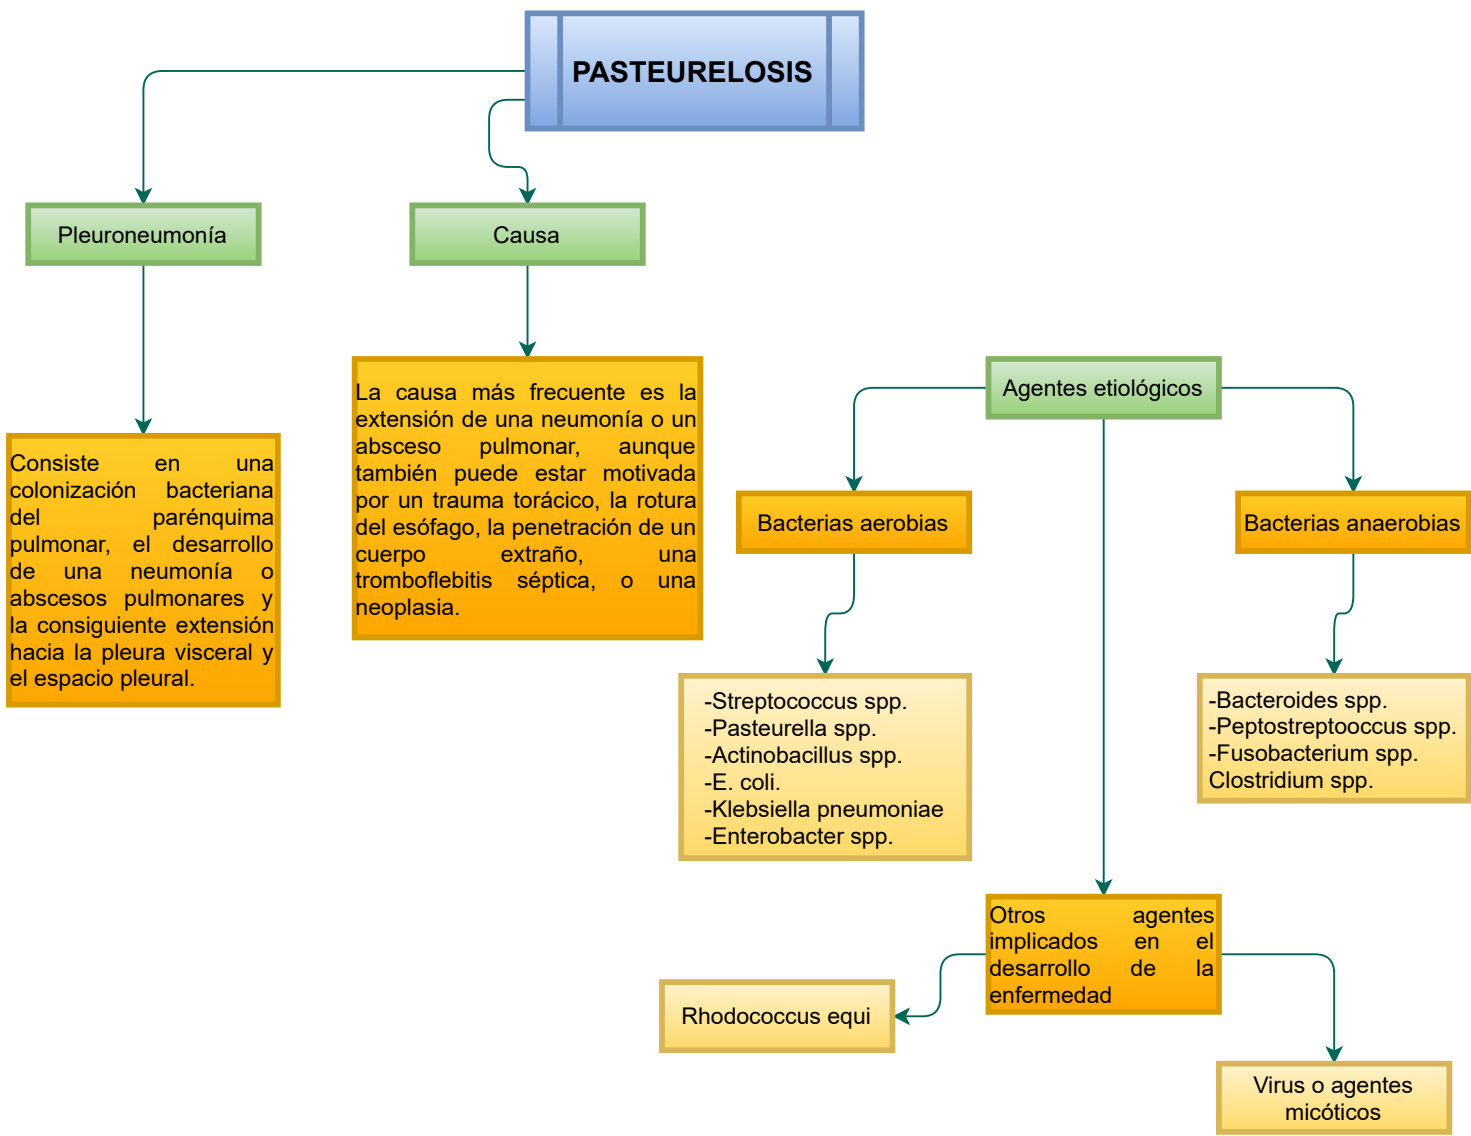 PASTEURELOSIS
Pleuroneumonía
Causa
Consiste en una
colonización bacteriana
del parénquima
pulmonar, el desarrollo
de una neumonía o
abscesos pulmonares y
la consiguiente extensión
hacia la pleura visceral y
el espacio pleural.
La causa más frecuente es la
extensión de una neumonía o un
absceso pulmonar, aunque
también puede estar motivada
por un trauma torácico, la rotura
del esófago, la penetración de un
cuerpo extraño, una
tromboflebitis séptica, o una
neoplasia.
Agentes etiológicos
Bacterias aerobias
Bacterias anaerobias
-Streptococcus spp.
-Pasteurella spp.
-Actinobacillus spp.
-E. coli.
-Klebsiella pneumoniae
-Enterobacter spp.
-Bacteroides spp.
-Peptostreptooccus spp.
-Fusobacterium spp.
Clostridium spp.
Otros agentes
implicados en el
desarrollo de la
enfermedad
Rhodococcus equi
Virus o agentes
micóticos